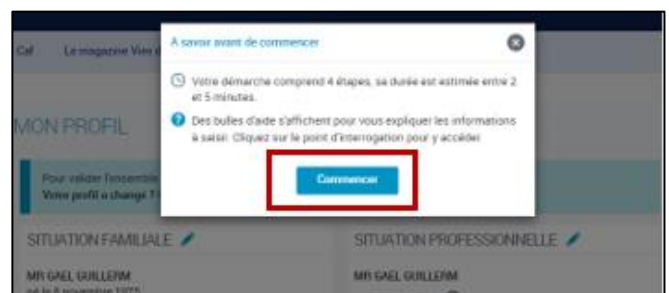 A savoir avant de commencer
Caf Le magazine Vies d
Votre démarche comprend 4 étapes, sa durée est estimée entre 2
et 5 minutes.
Des bulles d'aide s'affichent pour vous expliquer les informations
à saisir. Cliquez sur le point d'interrogation pour y accéder.
MON PROFIL
Commencer
Pour valider l'ensemble
Votre profil a changé ?
SITUATION FAMILIALE
SITUATION PROFESSIONNELLE
MR GAEL GUILLERM
MR GAEL GUILLERM
né le 8 novembre 1975